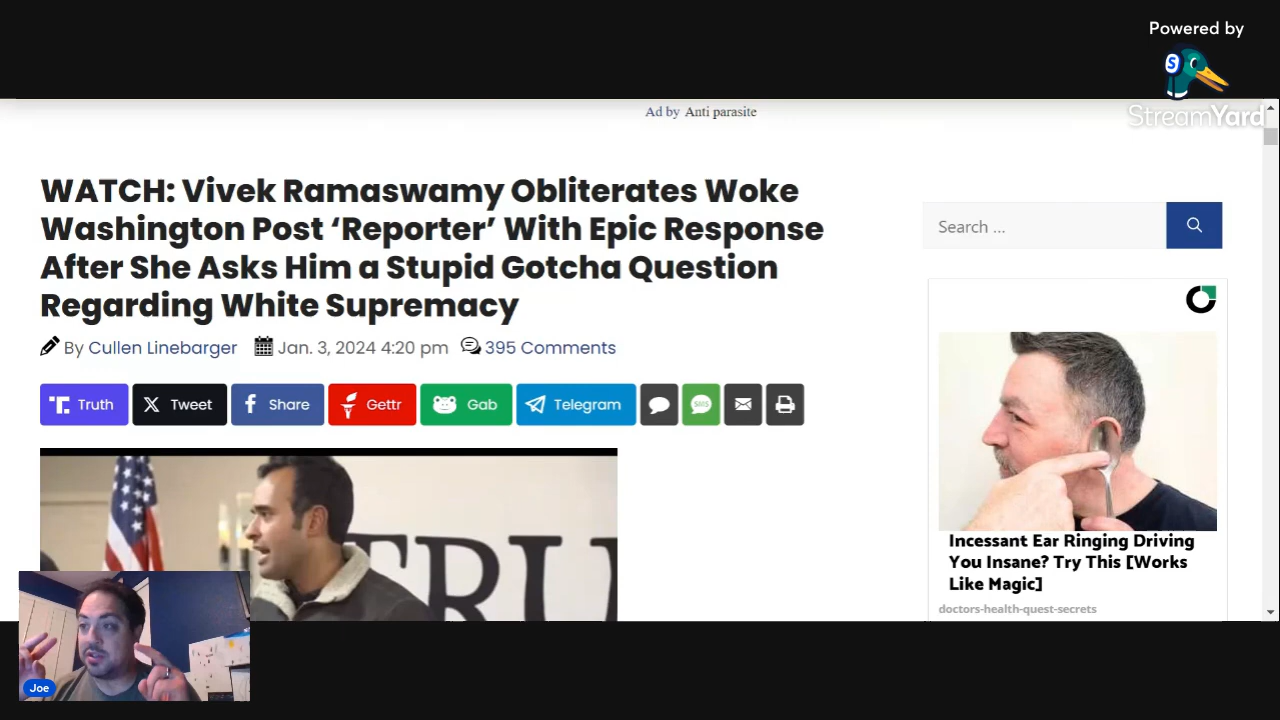 Powered by
S
StreamYard
Ad by Anti parasite
WATCH: Vivek Ramaswamy Obliterates Woke
Washington Post ‘Reporter’ With Epic Response
After She Asks Him a Stupid Gotcha Question
Regarding White Supremacy
By Cullen Linebarger Jan. 3, 2024 4:20 pm 395 Comments
Truth Tweet Share Gettr Gab Telegram SMS
Search ...
Incessant Ear Ringing Driving
You Insane? Try This [Works
Like Magic]
doctors-health-quest-secrets
TRU
Joe